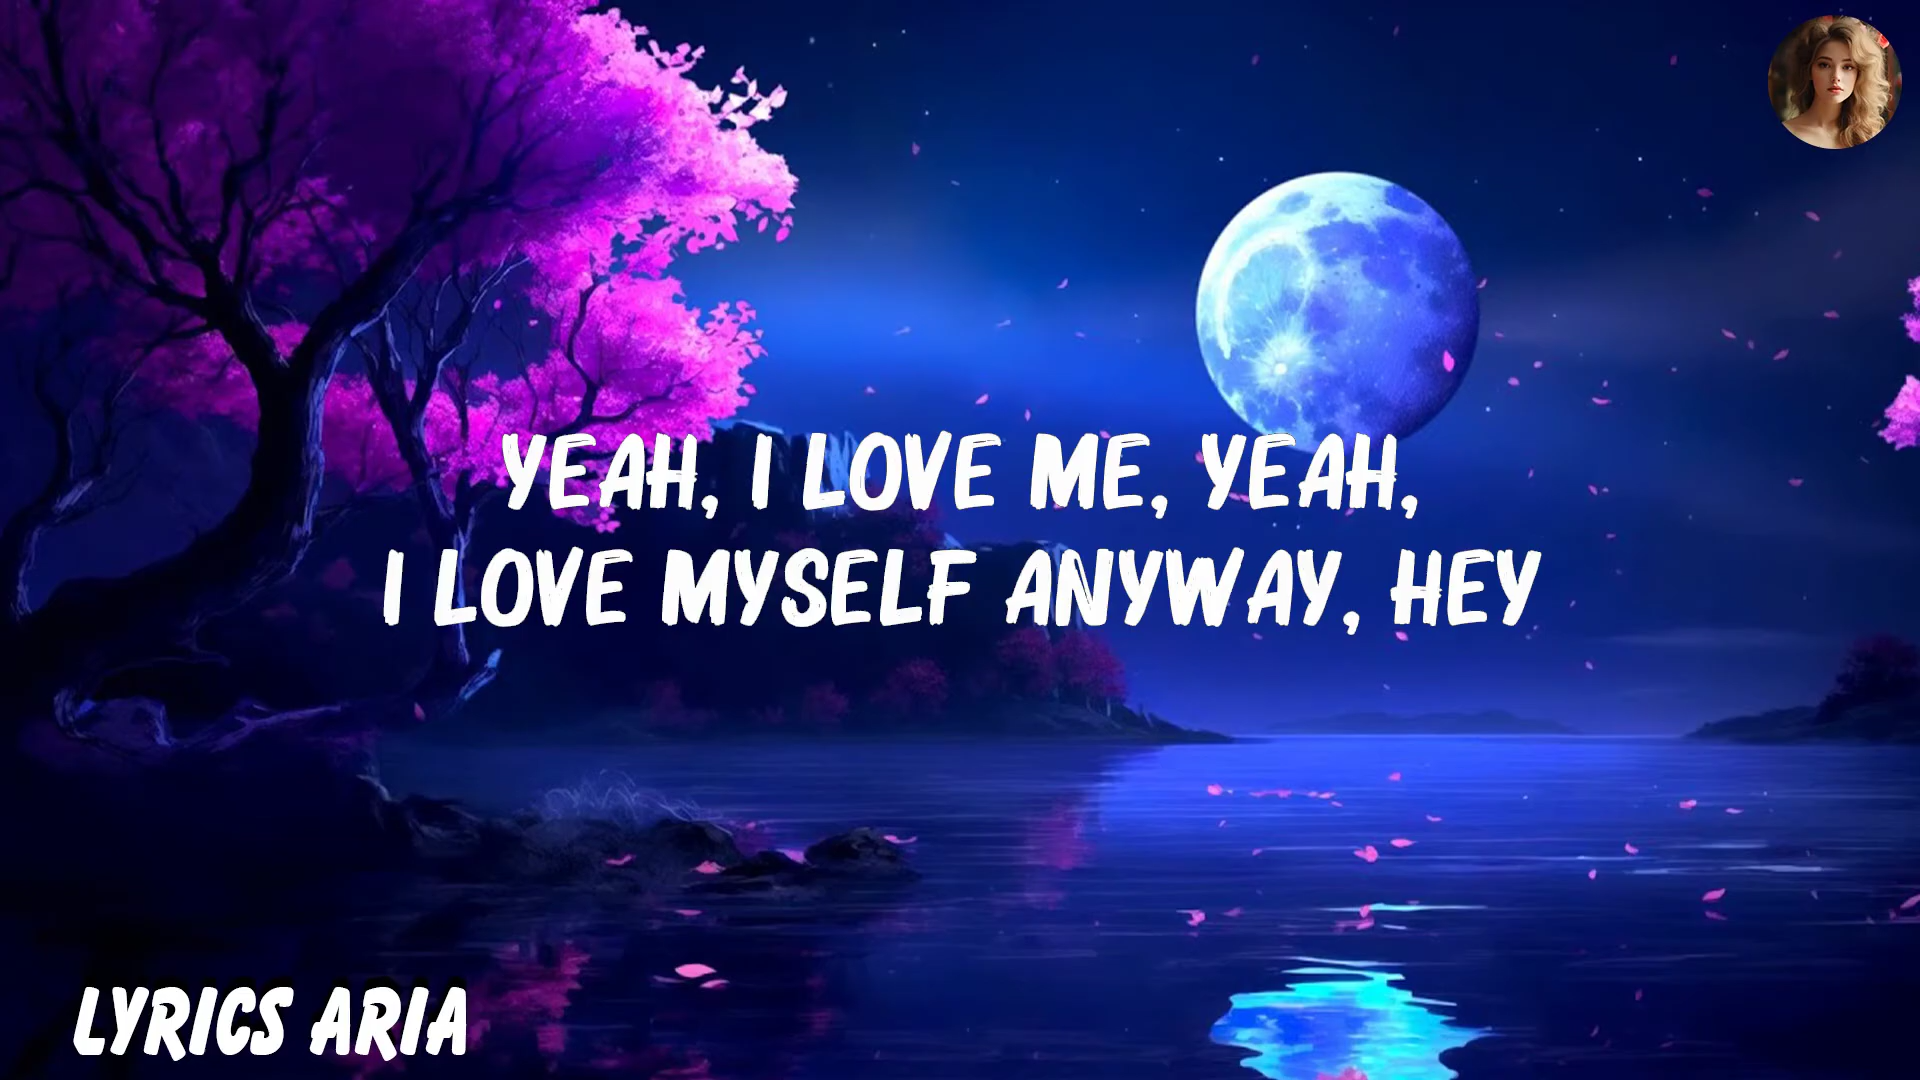 YEAH, I LOVE ME, YEAH,
I LOVE MYSELF ANYWAY, HEY
LYRICS ARIA